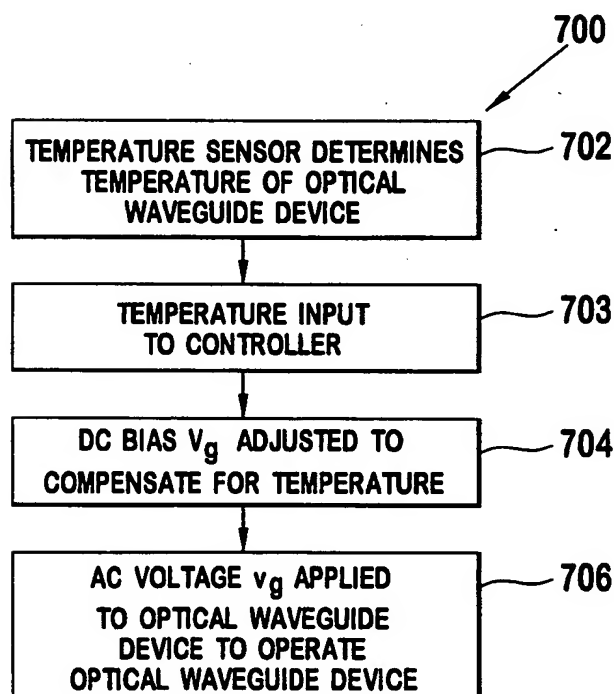 700
TEMPERATURE SENSOR DETERMINES
TEMPERATURE OF OPTICAL
WAVEGUIDE DEVICE
702
TEMPERATURE INPUT
TO CONTROLLER
703
DC BIAS Vg ADJUSTED TO
COMPENSATE FOR TEMPERATURE
704
AC VOLTAGE vg APPLIED
TO OPTICAL WAVEGUIDE
DEVICE TO OPERATE
OPTICAL WAVEGUIDE DEVICE
706